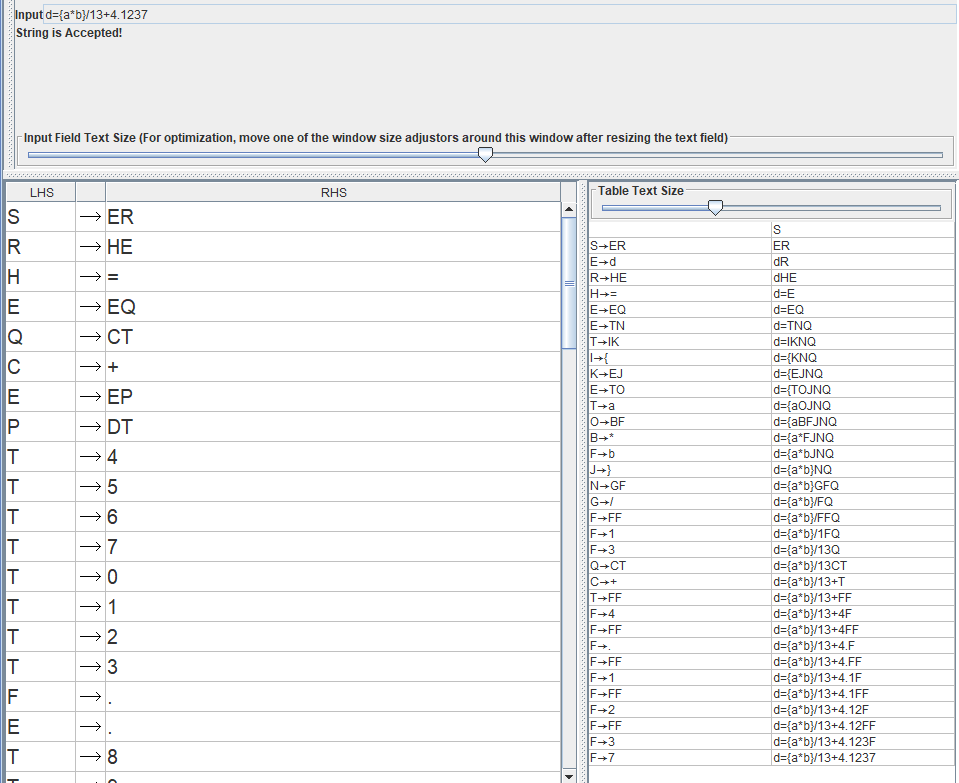 Input d={a*b}/13+4.1237
String is Accepted!
Input Field Text Size (For optimization, move one of the window size adjustors around this window after resizing the text field)
LHS RHS
S → ER
R → HE
H → =
E → EQ
Q → CT
C → +
E → EP
P → DT
T → 4
T → 5
T → 6
T → 7
T → 0
T → 1
T → 2
T → 3
F → .
E → .
T → 8
Table Text Size
S
S→ER ER
E→d dR
R→HE dHE
H→= d=E
E→EQ d=EQ
E→TN d=TNQ
T→IK d=IKNQ
I→{ d={KNQ
K→EJ d={EJNQ
E→TO d={TOJNQ
T→a d={aOJNQ
O→BF d={aBFJNQ
B→* d={a*FJNQ
F→b d={a*bJNQ
J→} d={a*b}NQ
N→GF d={a*b}GFQ
G→/ d={a*b}/FQ
F→FF d={a*b}/FFQ
F→1 d={a*b}/1FQ
F→3 d={a*b}/13Q
Q→CT d={a*b}/13CT
C→+ d={a*b}/13+T
T→FF d={a*b}/13+FF
F→4 d={a*b}/13+4F
F→FF d={a*b}/13+4FF
F→. d={a*b}/13+4.F
F→FF d={a*b}/13+4.FF
F→1 d={a*b}/13+4.1F
F→FF d={a*b}/13+4.1FF
F→2 d={a*b}/13+4.12F
F→FF d={a*b}/13+4.12FF
F→3 d={a*b}/13+4.123F
F→7 d={a*b}/13+4.1237